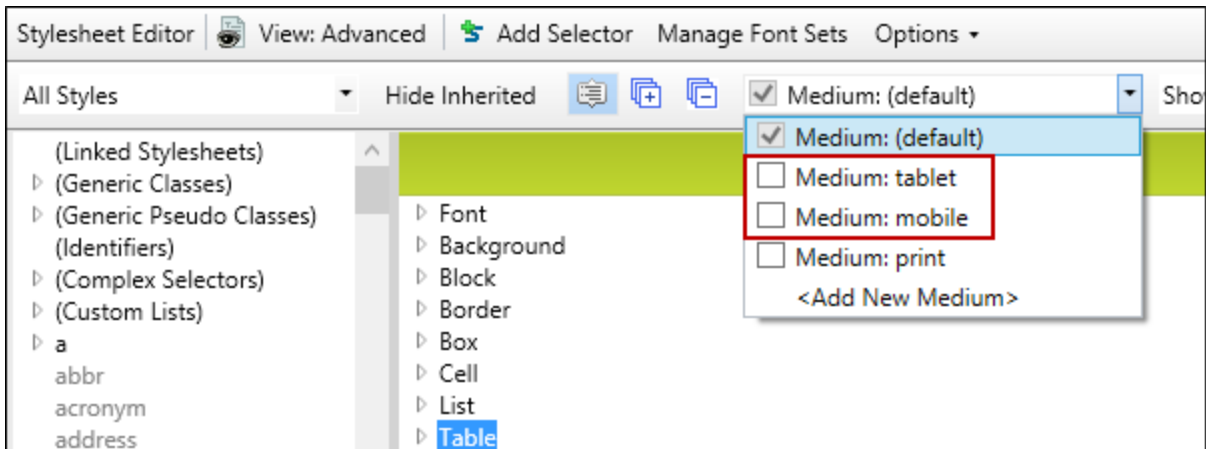 Stylesheet Editor View: Advanced Add Selector Manage Font Sets Options
All Styles Hide Inherited Medium: (default)
Medium: (default)
Medium: tablet
Medium: mobile
Medium: print
<Add New Medium>
(Linked Stylesheets)
(Generic Classes)
(Generic Pseudo Classes)
(Identifiers)
(Complex Selectors)
(Custom Lists)
a
abbr
acronym
address
Font
Background
Block
Border
Box
Cell
List
Table